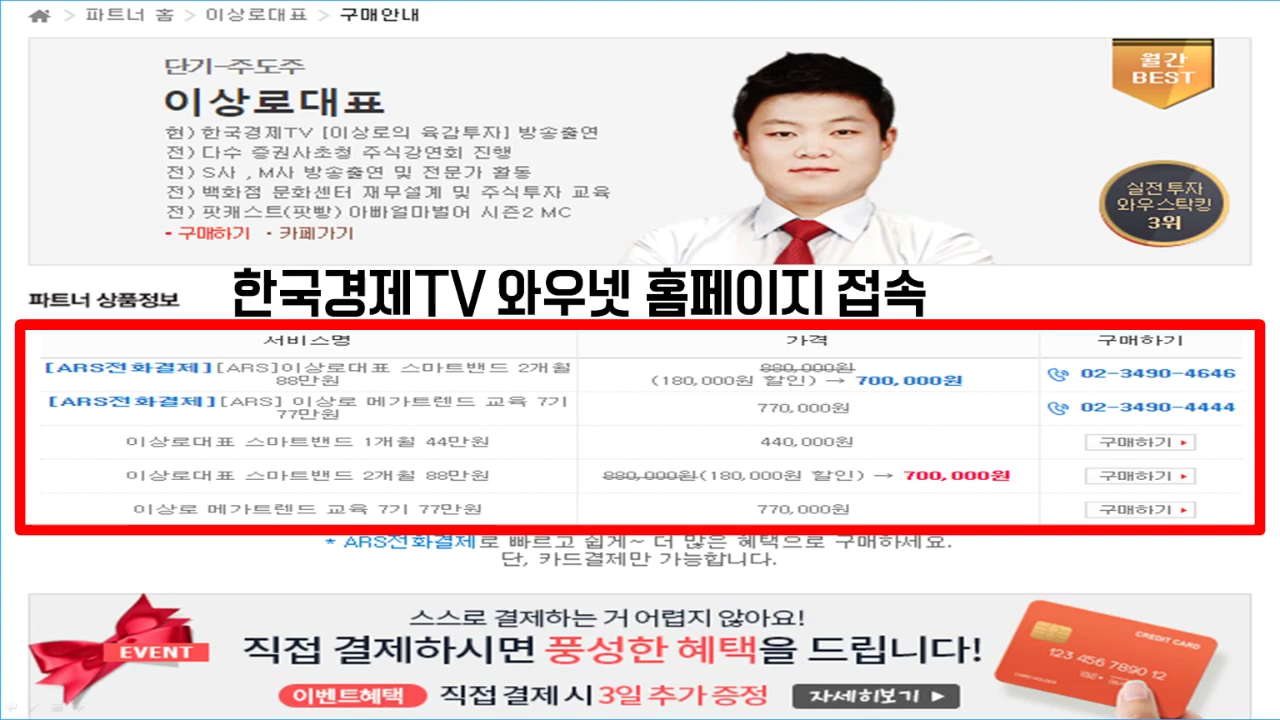 파트너 홈 > 이상로대표 > 구매안내
단기-주도주
이상로대표
현) 한국경제TV [이상로의 육감투자] 방송출연
전) 다수 증권사초청 주식강연회 진행
전) S사 , M사 방송출연 및 전문가 활동
전) 백화점 문화센터 재무설계 및 주식투자 교육
전) 팟캐스트(팟빵) 아빠얼마벌어 시즌2 MC
- 구매하기 · 카페가기
월간
BEST
실전 투자
와우 스탁킹
3위
파트너 상품정보
한국경제TV 와우넷 홈페이지 접속
서비스명 가격 구매하기
[ARS전화결제][ARS]이상로대표 스마트밴드 2개월
88만원
880,000원
(180,000원 할인) → 700,000원
02-3490-4646
[ARS전화결제][ARS] 이상로 메가트렌드 교육 7기
77만원
770,000원
02-3490-4444
이상로대표 스마트밴드 1개월 44만원 440,000원 구매하기
이상로대표 스마트밴드 2개월 88만원 880,000원(180,000원 할인) → 700,000원 구매하기
이상로 메가트렌드 교육 7기 77만원 770,000원 구매하기
* ARS전화결제로 빠르고 쉽게~ 더 많은 혜택으로 구매하세요.
단, 카드결제만 가능합니다.
EVENT
스스로 결제하는 거 어렵지 않아요!
직접 결제하시면 풍성한 혜택을 드립니다!
이벤트혜택 직접 결제 시 3일 추가 증정 자세히보기 ▶
CREDIT CARD
123 456 7890 12